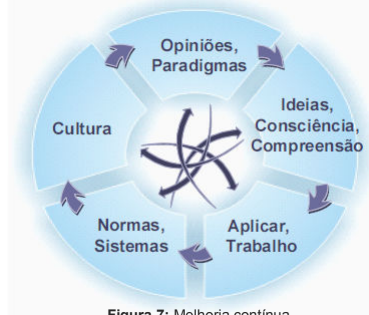 Opiniões,
Paradigmas
Ideias,
Consciência,
Compreensão
Aplicar,
Trabalho
Normas,
Sistemas
Cultura
Figura 7: Melhoria contínua